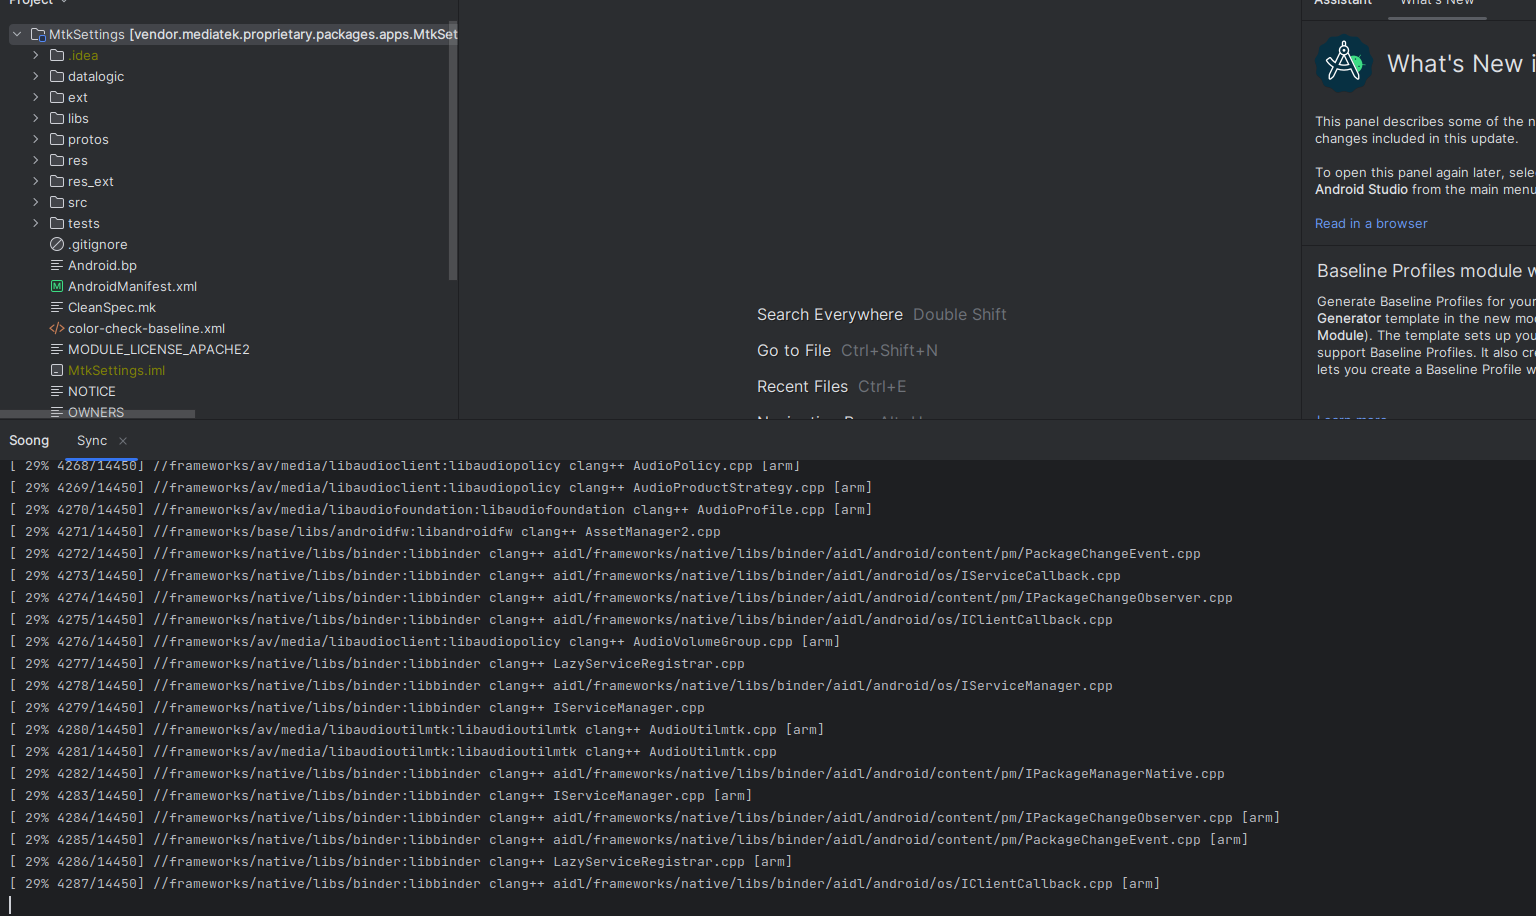 Project
MtkSettings [vendor.mediatek.proprietary.packages.apps.MtkSet
.idea
datalogic
ext
libs
protos
res
res_ext
src
tests
.gitignore
Android.bp
AndroidManifest.xml
CleanSpec.mk
color-check-baseline.xml
MODULE_LICENSE_APACHE2
MtkSettings.iml
NOTICE
OWNERS
Search Everywhere Double Shift
Go to File Ctrl+Shift+N
Recent Files Ctrl+E
Assistant What's New
What's New i
This panel describes some of the n
changes included in this update.
To open this panel again later, sele
Android Studio from the main menu
Read in a browser
Baseline Profiles module w
Generate Baseline Profiles for your
Generator template in the new mo
Module). The template sets up you
support Baseline Profiles. It also cr
lets you create a Baseline Profile w
Soong Sync
[ 29% 4268/14450] //frameworks/av/media/libaudioclient:libaudiopolicy clang++ AudioPolicy.cpp [arm]
[ 29% 4269/14450] //frameworks/av/media/libaudioclient:libaudiopolicy clang++ AudioProductStrategy.cpp [arm]
[ 29% 4270/14450] //frameworks/av/media/libaudiofoundation:libaudiofoundation clang++ AudioProfile.cpp [arm]
[ 29% 4271/14450] //frameworks/base/libs/androidfw:libandroidfw clang++ AssetManager2.cpp
[ 29% 4272/14450] //frameworks/native/libs/binder:libbinder clang++ aidl/frameworks/native/libs/binder/aidl/android/content/pm/PackageChangeEvent.cpp
[ 29% 4273/14450] //frameworks/native/libs/binder:libbinder clang++ aidl/frameworks/native/libs/binder/aidl/android/os/IServiceCallback.cpp
[ 29% 4274/14450] //frameworks/native/libs/binder:libbinder clang++ aidl/frameworks/native/libs/binder/aidl/android/content/pm/IPackageChangeObserver.cpp
[ 29% 4275/14450] //frameworks/native/libs/binder:libbinder clang++ aidl/frameworks/native/libs/binder/aidl/android/os/IClientCallback.cpp
[ 29% 4276/14450] //frameworks/av/media/libaudioclient:libaudiopolicy clang++ AudioVolumeGroup.cpp [arm]
[ 29% 4277/14450] //frameworks/native/libs/binder:libbinder clang++ LazyServiceRegistrar.cpp
[ 29% 4278/14450] //frameworks/native/libs/binder:libbinder clang++ aidl/frameworks/native/libs/binder/aidl/android/os/IServiceManager.cpp
[ 29% 4279/14450] //frameworks/native/libs/binder:libbinder clang++ IServiceManager.cpp
[ 29% 4280/14450] //frameworks/av/media/libaudioutilmtk:libaudioutilmtk clang++ AudioUtilmtk.cpp [arm]
[ 29% 4281/14450] //frameworks/av/media/libaudioutilmtk:libaudioutilmtk clang++ AudioUtilmtk.cpp
[ 29% 4282/14450] //frameworks/native/libs/binder:libbinder clang++ aidl/frameworks/native/libs/binder/aidl/android/content/pm/IPackageManagerNative.cpp
[ 29% 4283/14450] //frameworks/native/libs/binder:libbinder clang++ IServiceManager.cpp [arm]
[ 29% 4284/14450] //frameworks/native/libs/binder:libbinder clang++ aidl/frameworks/native/libs/binder/aidl/android/content/pm/IPackageChangeObserver.cpp [arm]
[ 29% 4285/14450] //frameworks/native/libs/binder:libbinder clang++ aidl/frameworks/native/libs/binder/aidl/android/content/pm/PackageChangeEvent.cpp [arm]
[ 29% 4286/14450] //frameworks/native/libs/binder:libbinder clang++ LazyServiceRegistrar.cpp [arm]
[ 29% 4287/14450] //frameworks/native/libs/binder:libbinder clang++ aidl/frameworks/native/libs/binder/aidl/android/os/IClientCallback.cpp [arm]